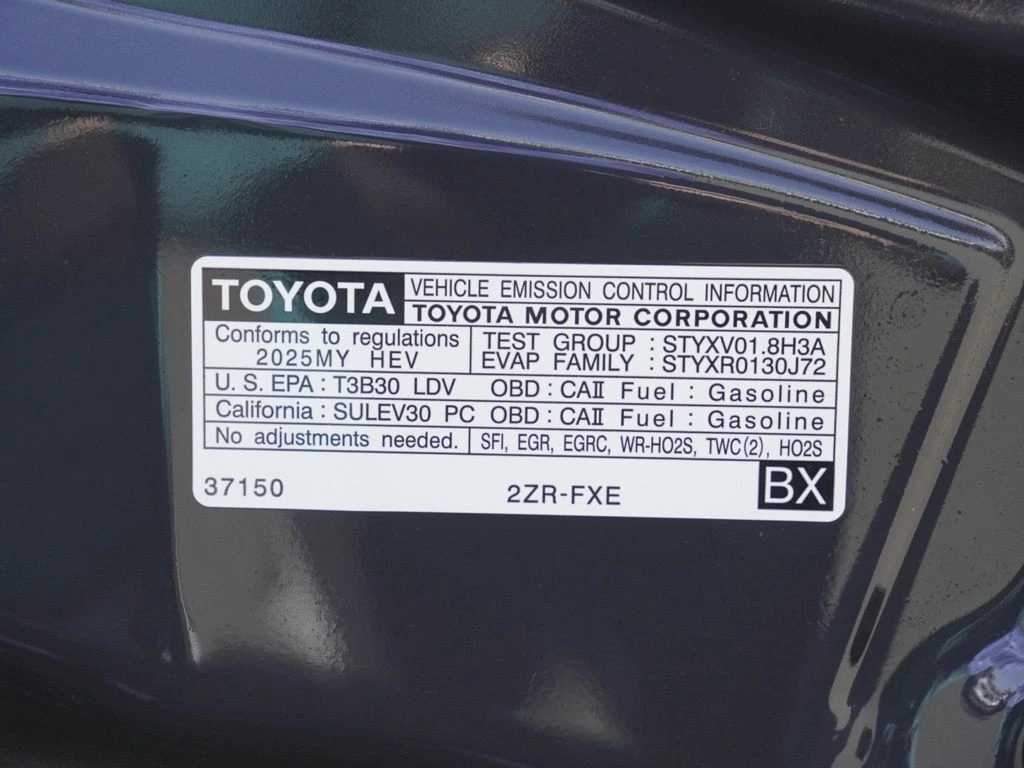 TOYOTA VEHICLE EMISSION CONTROL INFORMATION
TOYOTA MOTOR CORPORATION
Conforms to regulations TEST GROUP : STYXV01.8H3A
2025MY HEV EVAP FAMILY : STYXR0130J72
U. S. EPA : T3B30 LDV OBD : CAII Fuel : Gasoline
California : SULEV30 PC OBD : CAII Fuel : Gasoline
No adjustments needed. SFI, EGR, EGRC, WR-HO2S, TWC(2), HO2S
37150 2ZR-FXE BX